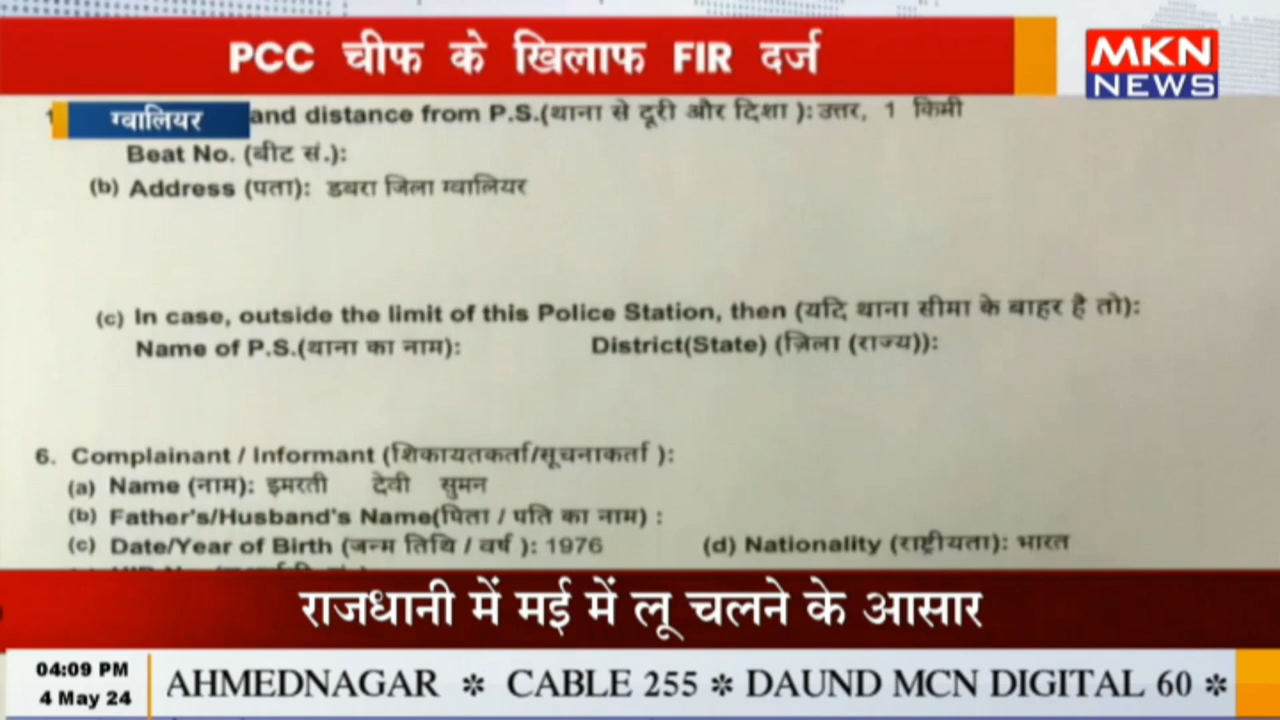 PCC चीफ के खिलाफ FIR दर्ज
MKN
NEWS
ग्वालियर
and distance from P.S.(थाना से दूरी और दिशा ): उत्तर, 1 किमी
Beat No. (बीट सं.):
(b) Address (पता): डबरा जिला ग्वालियर
(c) In case, outside the limit of this Police Station, then (यदि थाना सीमा के बाहर है तो):
Name of P.S.(थाना का नाम): District(State) (ज़िला (राज्य)):
6. Complainant / Informant (शिकायतकर्ता/सूचनाकर्ता ):
(a) Name (नाम): इमरती देवी सुमन
(b) Father's/Husband's Name(पिता / पति का नाम) :
(c) Date/Year of Birth (जन्म तिथि / वर्ष ): 1976 (d) Nationality (राष्ट्रीयता): भारत
राजधानी में मई में लू चलने के आसार
04:09 PM
4 May 24
AHMEDNAGAR ✻ CABLE 255 ✻ DAUND MCN DIGITAL 60 ✻